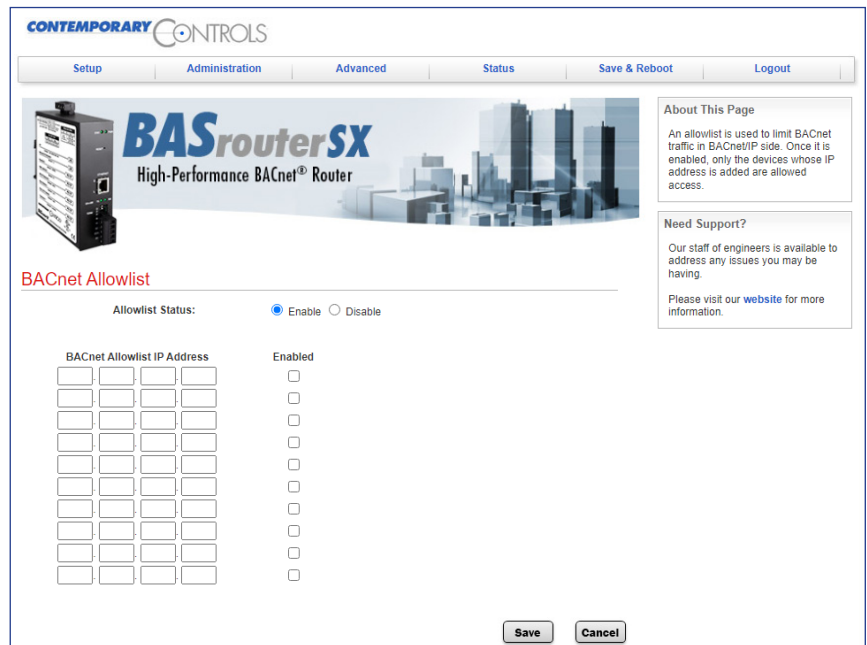 CONTEMPORARY CONTROLS
Setup
Administration
Advanced
Status
Save & Reboot
Logout
BASrouterSX
High-Performance BACnet® Router
About This Page
An allowlist is used to limit BACnet
traffic in BACnet/IP side. Once it is
enabled, only the devices whose IP
address is added are allowed
access.
Need Support?
Our staff of engineers is available to
address any issues you may be
having.
Please visit our website for more
information.
BACnet Allowlist
Allowlist Status:
Enable
Disable
BACnet Allowlist IP Address
Enabled
Save
Cancel